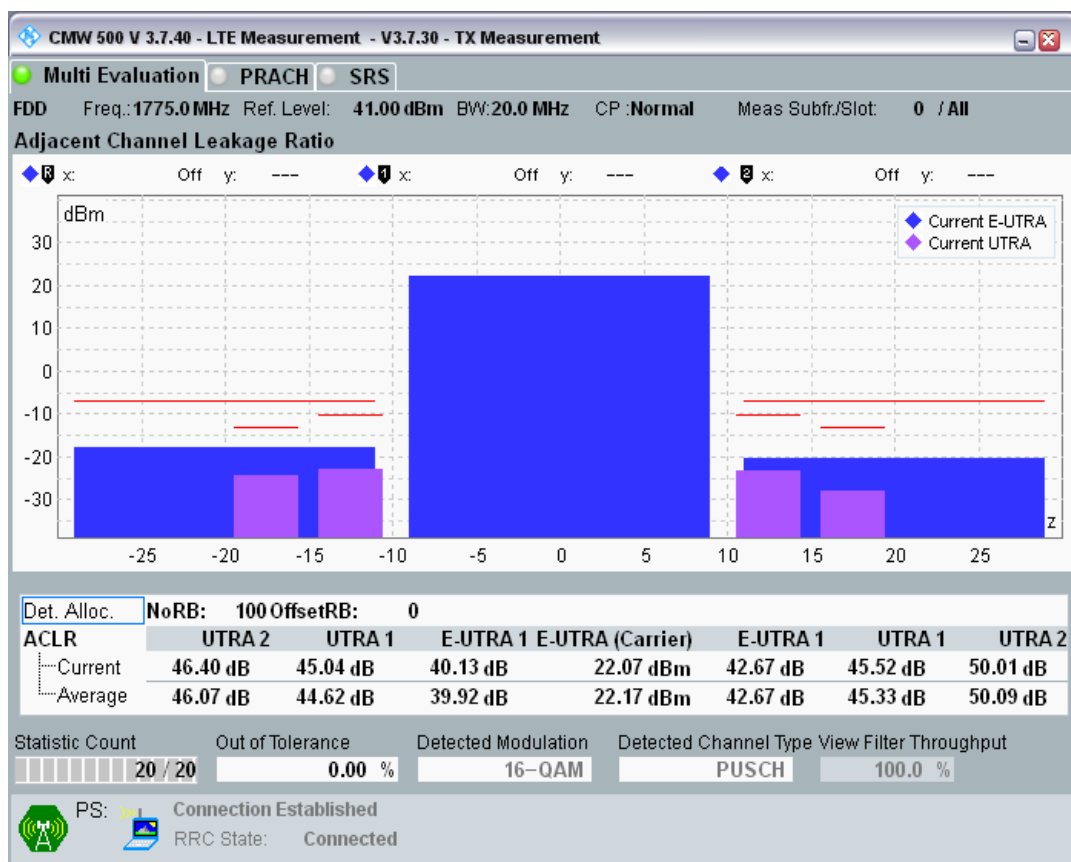 CMW 500 V 3.7.40 - LTE Measurement - V3.7.30 - TX Measurement
Multi Evaluation PRACH SRS
FDD Freq.:1775.0 MHz Ref. Level: 41.00 dBm BW:20.0 MHz CP :Normal Meas Subfr./Slot: 0 / All
Adjacent Channel Leakage Ratio
R x: Off y: --- 1 x: Off y: --- 2 x: Off y: ---
dBm
Current E-UTRA
Current UTRA
30
20
10
0
-10
-20
-30
z
-25 -20 -15 -10 -5 0 5 10 15 20 25
Det. Alloc. NoRB: 100 OffsetRB: 0
ACLR UTRA 2 UTRA 1 E-UTRA 1 E-UTRA (Carrier) E-UTRA 1 UTRA 1 UTRA 2
Current 46.40 dB 45.04 dB 40.13 dB 22.07 dBm 42.67 dB 45.52 dB 50.01 dB
Average 46.07 dB 44.62 dB 39.92 dB 22.17 dBm 42.67 dB 45.33 dB 50.09 dB
Statistic Count Out of Tolerance Detected Modulation Detected Channel Type View Filter Throughput
20 / 20 0.00 % 16-QAM PUSCH 100.0 %
PS: Connection Established
RRC State: Connected